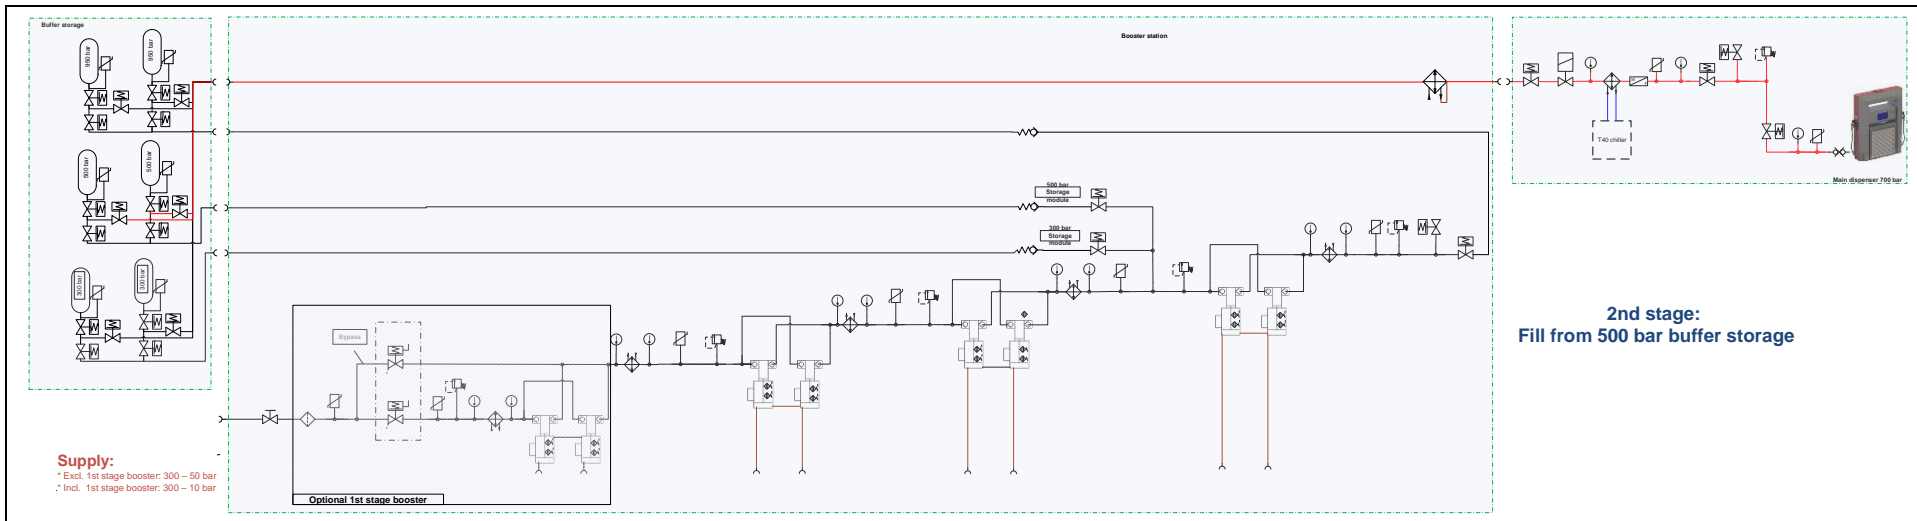 Buffer storage
Booster station
950 bar
950 bar
500 bar
500 bar
300 bar
300 bar
500 bar
Storage
module
300 bar
Storage
module
T40 chiller
Main dispenser 700 bar
2nd stage:
Fill from 500 bar buffer storage
Bypass
Optional 1st stage booster
Supply:
* Excl. 1st stage booster: 300 – 50 bar
* Incl. 1st stage booster: 300 – 10 bar